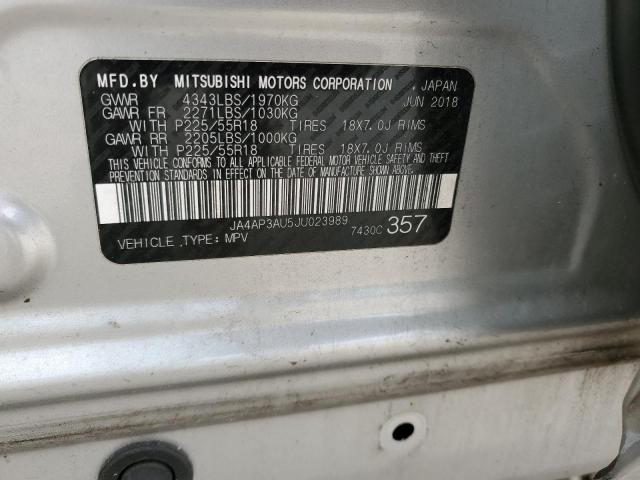 MFD.BY MITSUBISHI MOTORS CORPORATION , JAPAN
GVWR 4343LBS/1970KG JUN 2018
GAWR FR 2271LBS/1030KG
WITH P225/55R18 TIRES 18X7.0J RIMS
GAWR RR 2205LBS/1000KG
WITH P225/55R18 TIRES 18X7.0J RIMS
THIS VEHICLE CONFORMS TO ALL APPLICABLE FEDERAL MOTOR VEHICLE SAFETY AND THEFT
PREVENTION STANDARDS IN EFFECT ON THE DATE OF MANUFACTURE SHOWN ABOVE.
JA4AP3AU5JU023989
VEHICLE TYPE: MPV 7430C 357